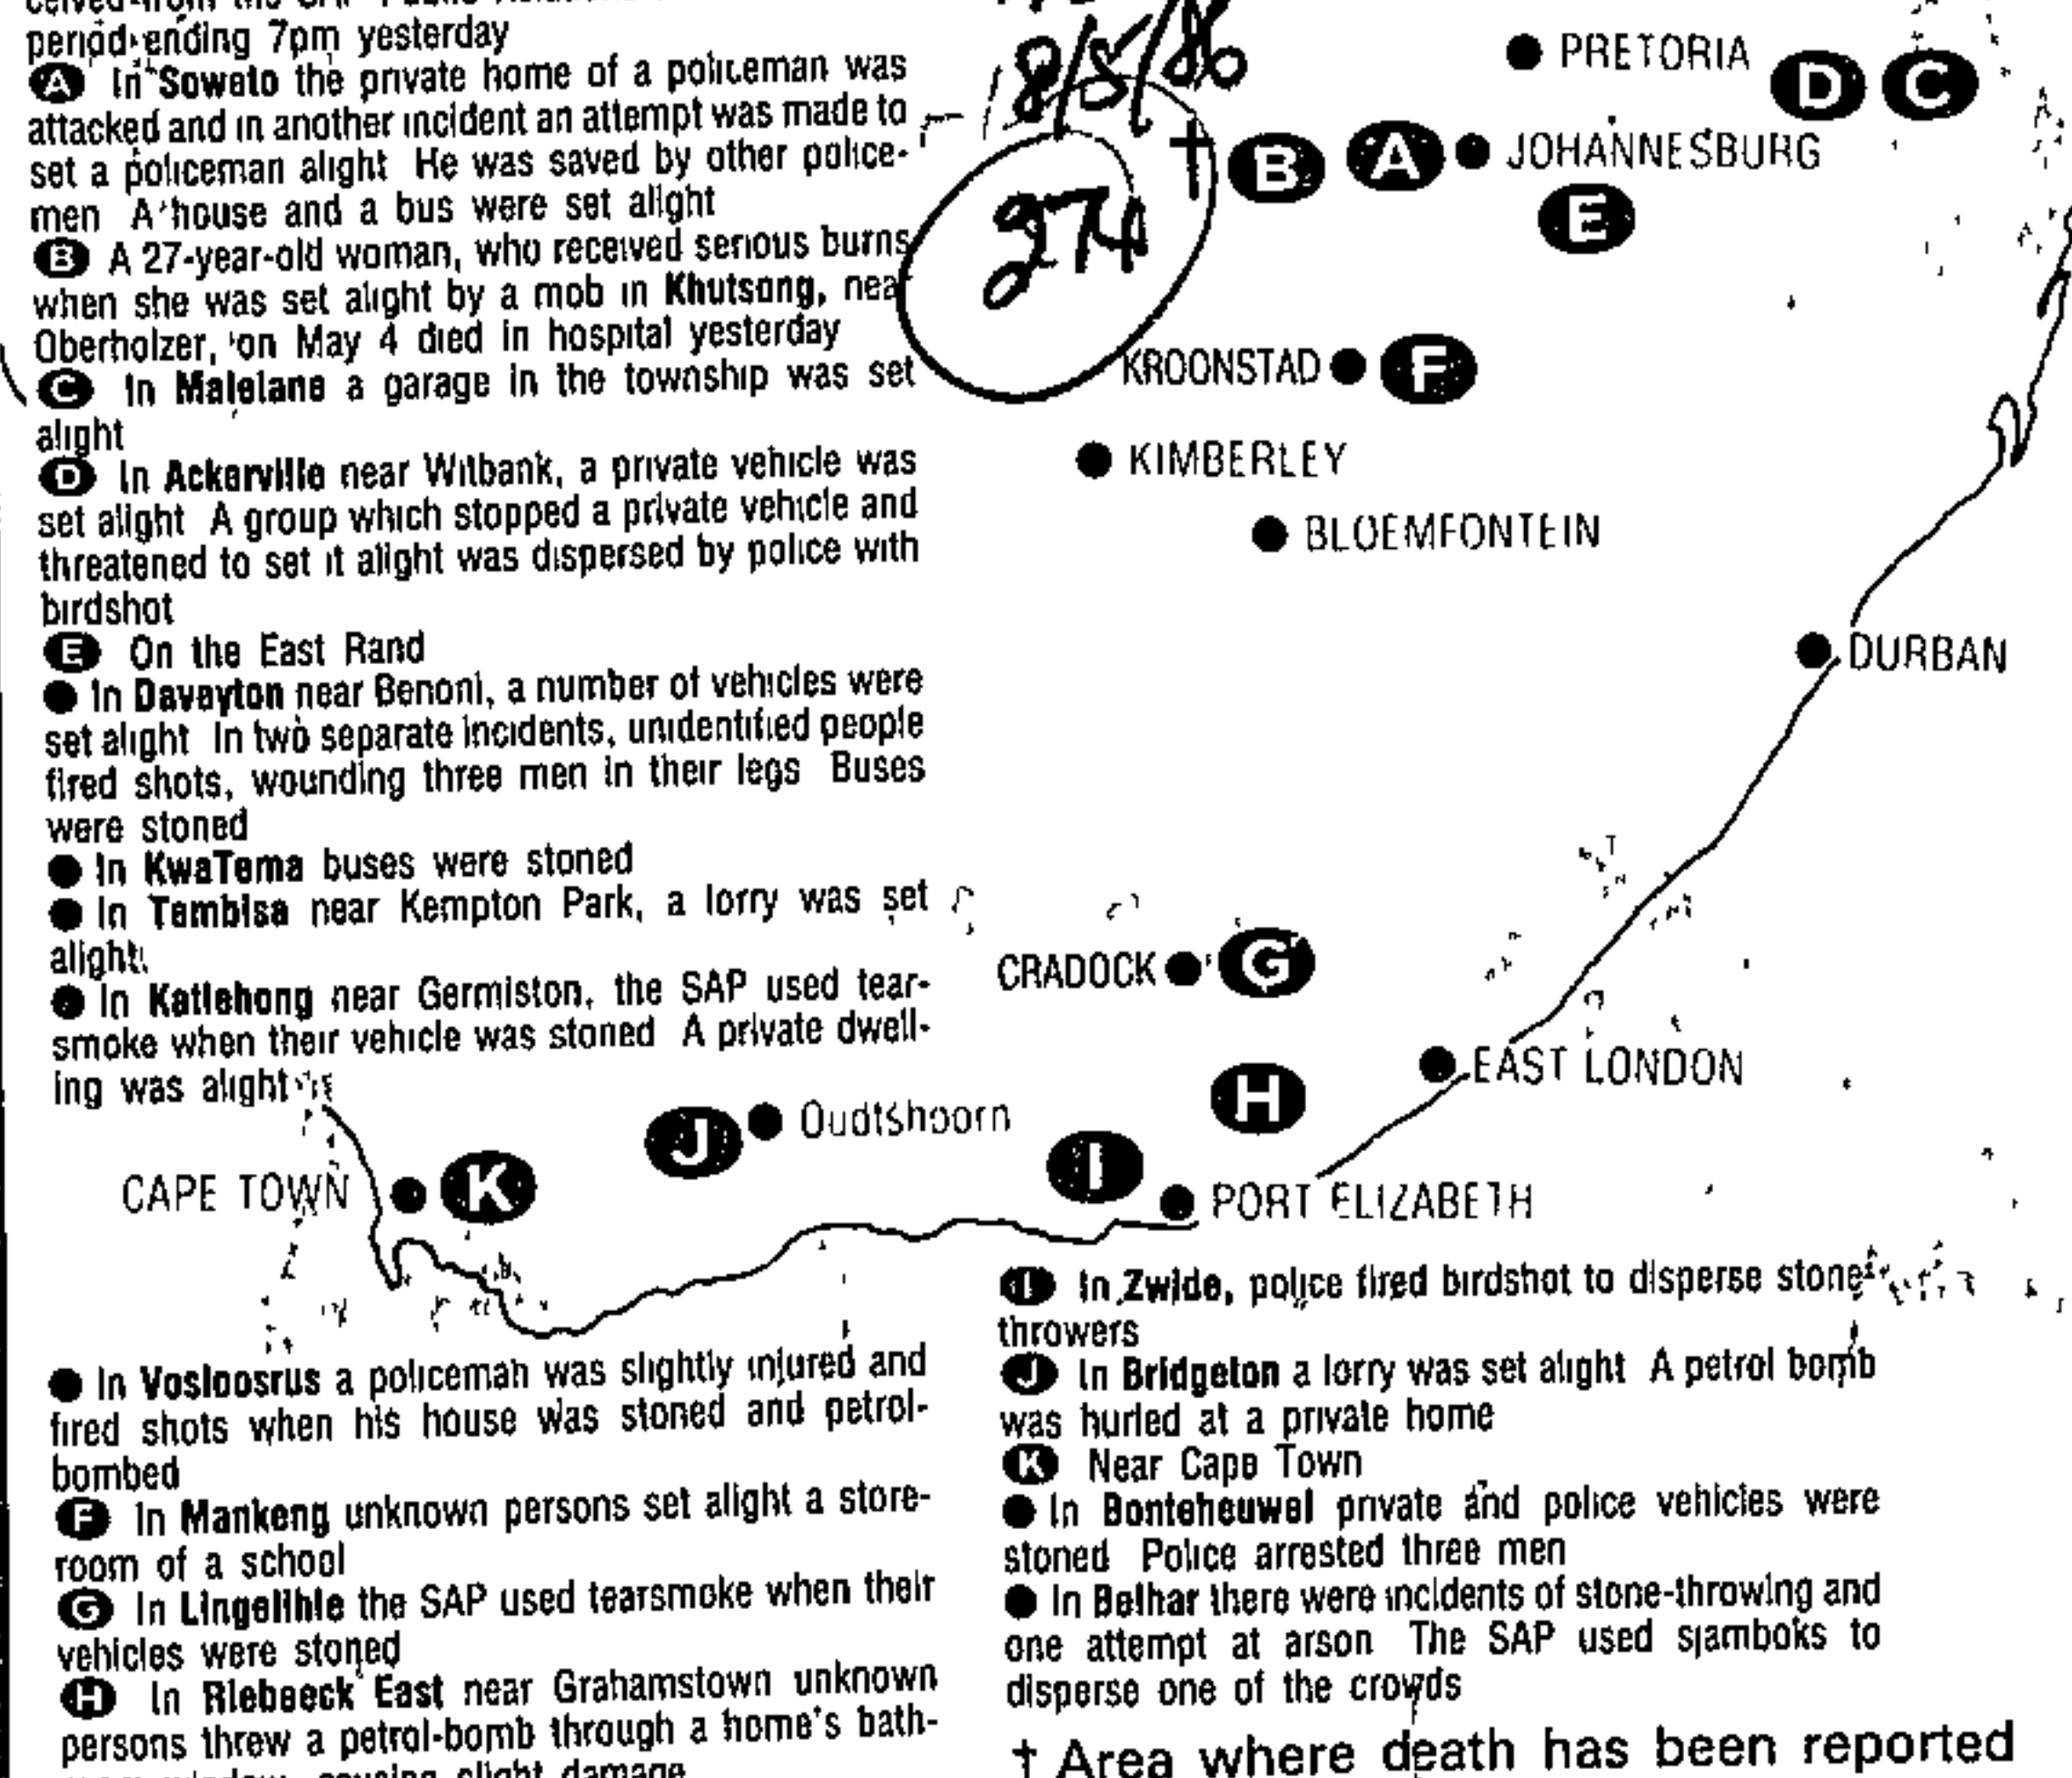 period ending 7pm yesterday
A In Soweto the private home of a policeman was
attacked and in another incident an attempt was made to
set a policeman alight He was saved by other police-
men A house and a bus were set alight
B A 27-year-old woman, who received serious burns
when she was set alight by a mob in Khutsong, near
Oberholzer, on May 4 died in hospital yesterday
C In Malelane a garage in the township was set
alight
D In Ackerville near Witbank, a private vehicle was
set alight A group which stopped a private vehicle and
threatened to set it alight was dispersed by police with
birdshot
E On the East Rand
● In Daveyton near Benoni, a number of vehicles were
set alight In two separate incidents, unidentified people
fired shots, wounding three men in their legs Buses
were stoned
● In KwaTema buses were stoned
● In Tembisa near Kempton Park, a lorry was set
alight
● In Katlehong near Germiston, the SAP used tear-
smoke when their vehicle was stoned A private dwell-
ing was alight
8/5/86
274
● PRETORIA D C
† B A ● JOHANNESBURG
E
KROONSTAD ● F
● KIMBERLEY
● BLOEMFONTEIN
● DURBAN
CRADOCK ● G
● EAST LONDON
H
J ● Oudtshoorn
I
CAPE TOWN ● K
● PORT ELIZABETH
● In Vosloosrus a policeman was slightly injured and
fired shots when his house was stoned and petrol-
bombed
F In Mankeng unknown persons set alight a store-
room of a school
G In Lingelihle the SAP used tearsmoke when their
vehicles were stoned
H In Riebeeck East near Grahamstown unknown
persons threw a petrol-bomb through a home's bath-
causing slight damage
I In Zwide, police fired birdshot to disperse stone
throwers
J In Bridgeton a lorry was set alight A petrol bomb
was hurled at a private home
K Near Cape Town
● In Bonteheuwel private and police vehicles were
stoned Police arrested three men
● In Belhar there were incidents of stone-throwing and
one attempt at arson The SAP used sjamboks to
disperse one of the crowds
† Area where death has been reported